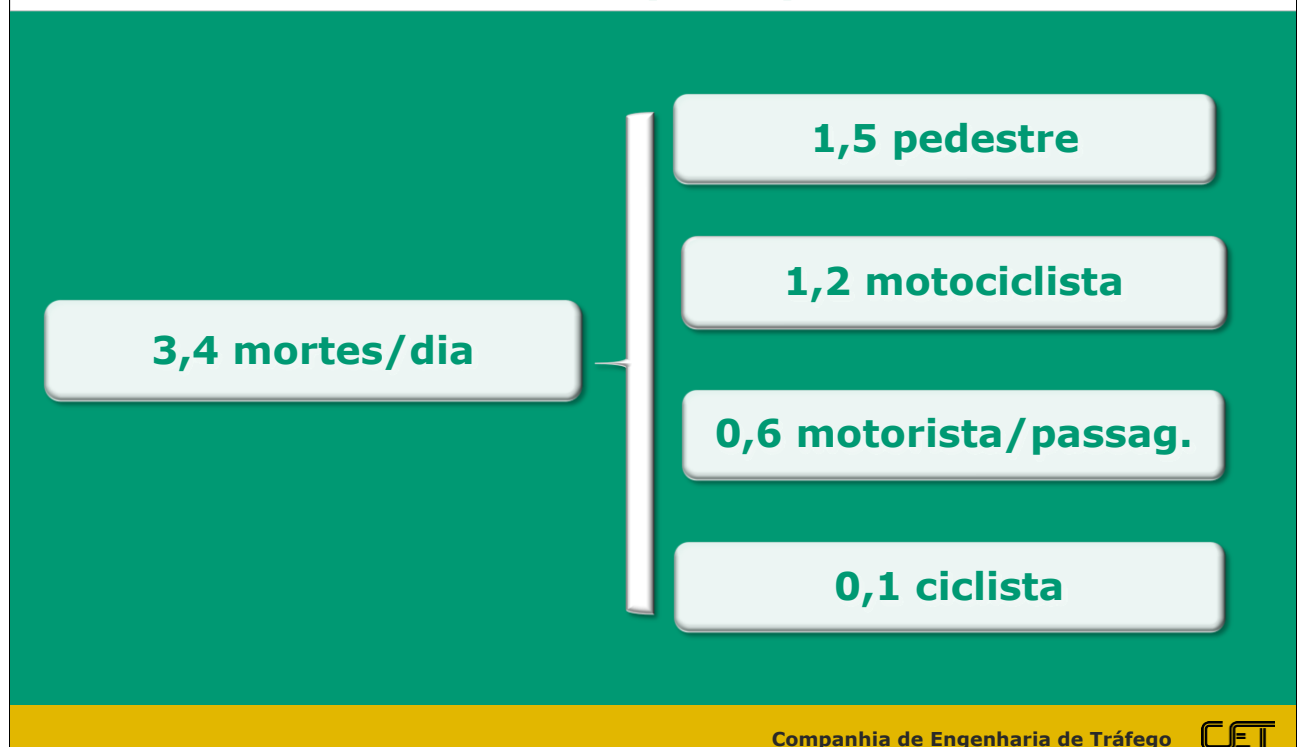 3,4 mortes/dia
1,5 pedestre
1,2 motociclista
0,6 motorista/passag.
0,1 ciclista
Companhia de Engenharia de Tráfego
CET